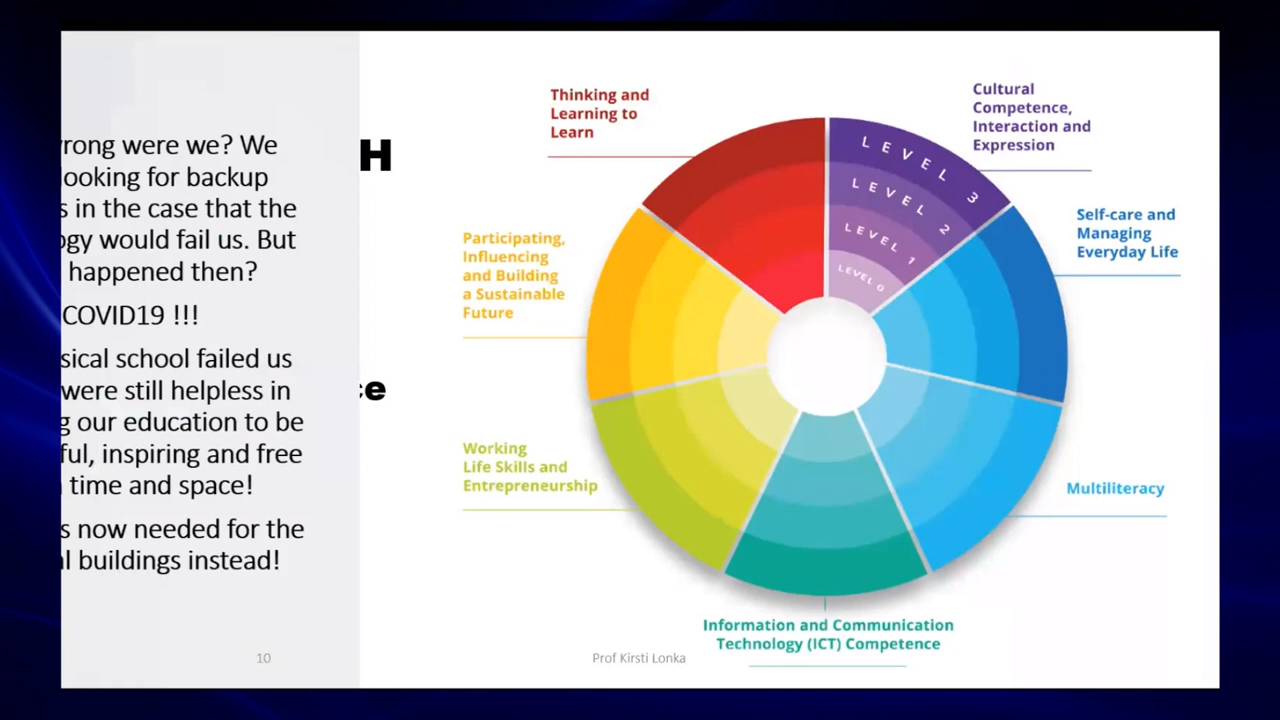 rong were we? We
ooking for backup
s in the case that the
ogy would fail us. But
happened then?
COVID19 !!!
sical school failed us
were still helpless in
g our education to be
ful, inspiring and free
time and space!
s now needed for the
l buildings instead!
10
H
ce
Thinking and
Learning to
Learn
Cultural
Competence,
Interaction and
Expression
LEVEL 3
LEVEL 2
LEVEL 1
LEVEL 0
Self-care and
Managing
Everyday Life
Participating,
Influencing
and Building
a Sustainable
Future
Working
Life Skills and
Entrepreneurship
Multiliteracy
Information and Communication
Technology (ICT) Competence
Prof Kirsti Lonka